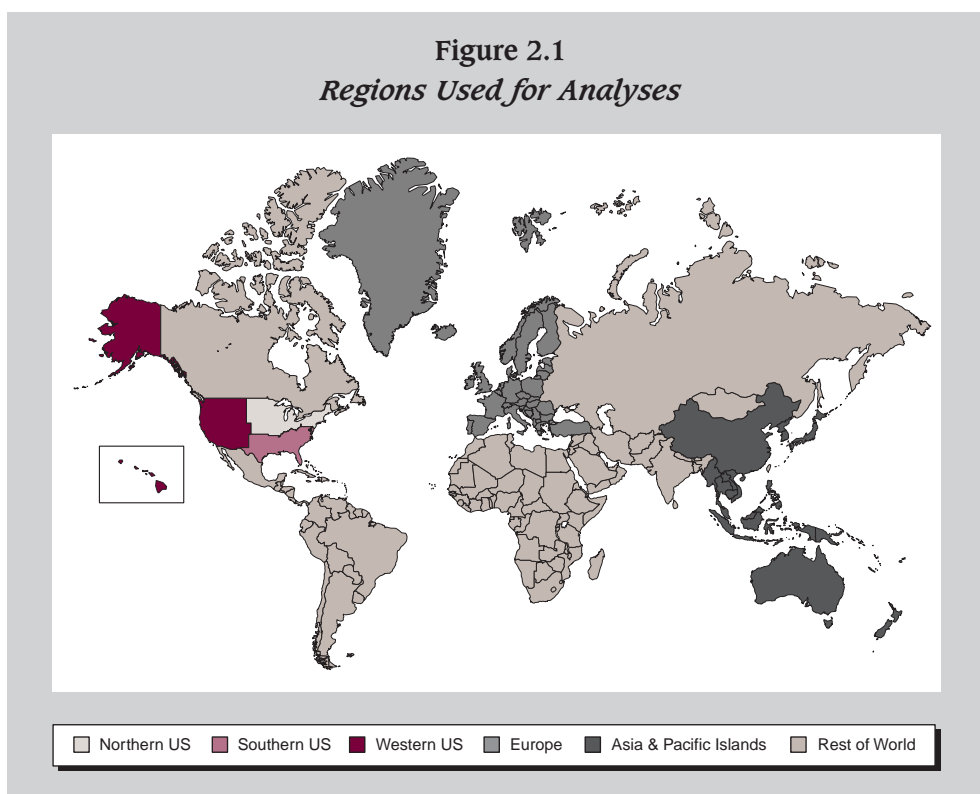 Figure 2.1
Regions Used for Analyses
Northern US Southern US Western US Europe Asia & Pacific Islands Rest of World